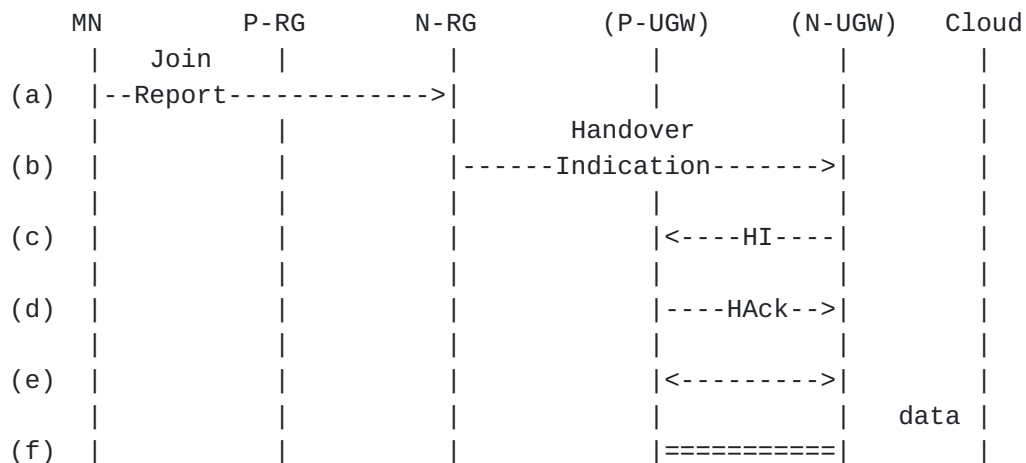 MN P-RG N-RG (P-UGW) (N-UGW) Cloud
| Join | | | | |
(a) |--Report------------->| | | |
| | | Handover | |
(b) | | |------Indication------->| |
| | | | | |
(c) | | | |<----HI----| |
| | | | | |
(d) | | | |----HAck-->| |
| | | | | |
(e) | | | |<--------->| |
| | | | | data |
(f) | | | |===========| |